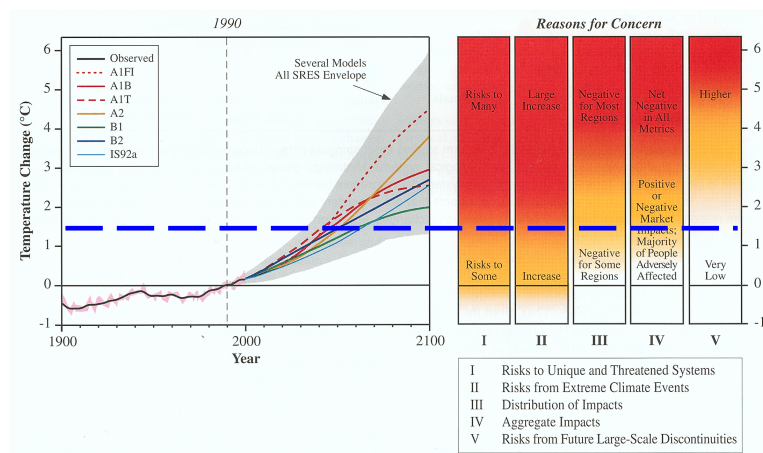 1990
Reasons for Concern
6
5
4
3
2
1
0
-1
Temperature Change (°C)
Observed
A1FI
A1B
A1T
A2
B1
B2
IS92a
Several Models
All SRES Envelope
1900
2000
2100
Year
Risks to
Many
Risks to
Some
Large
Increase
Increase
Negative
for Most
Regions
Negative
for Some
Regions
Net
Negative
in All
Metrics
Positive
or
Negative
Market
Impacts;
Majority
of People
Adversely
Affected
Higher
Very
Low
6
5
4
3
2
1
0
-1
I
II
III
IV
V
I Risks to Unique and Threatened Systems
II Risks from Extreme Climate Events
III Distribution of Impacts
IV Aggregate Impacts
V Risks from Future Large-Scale Discontinuities